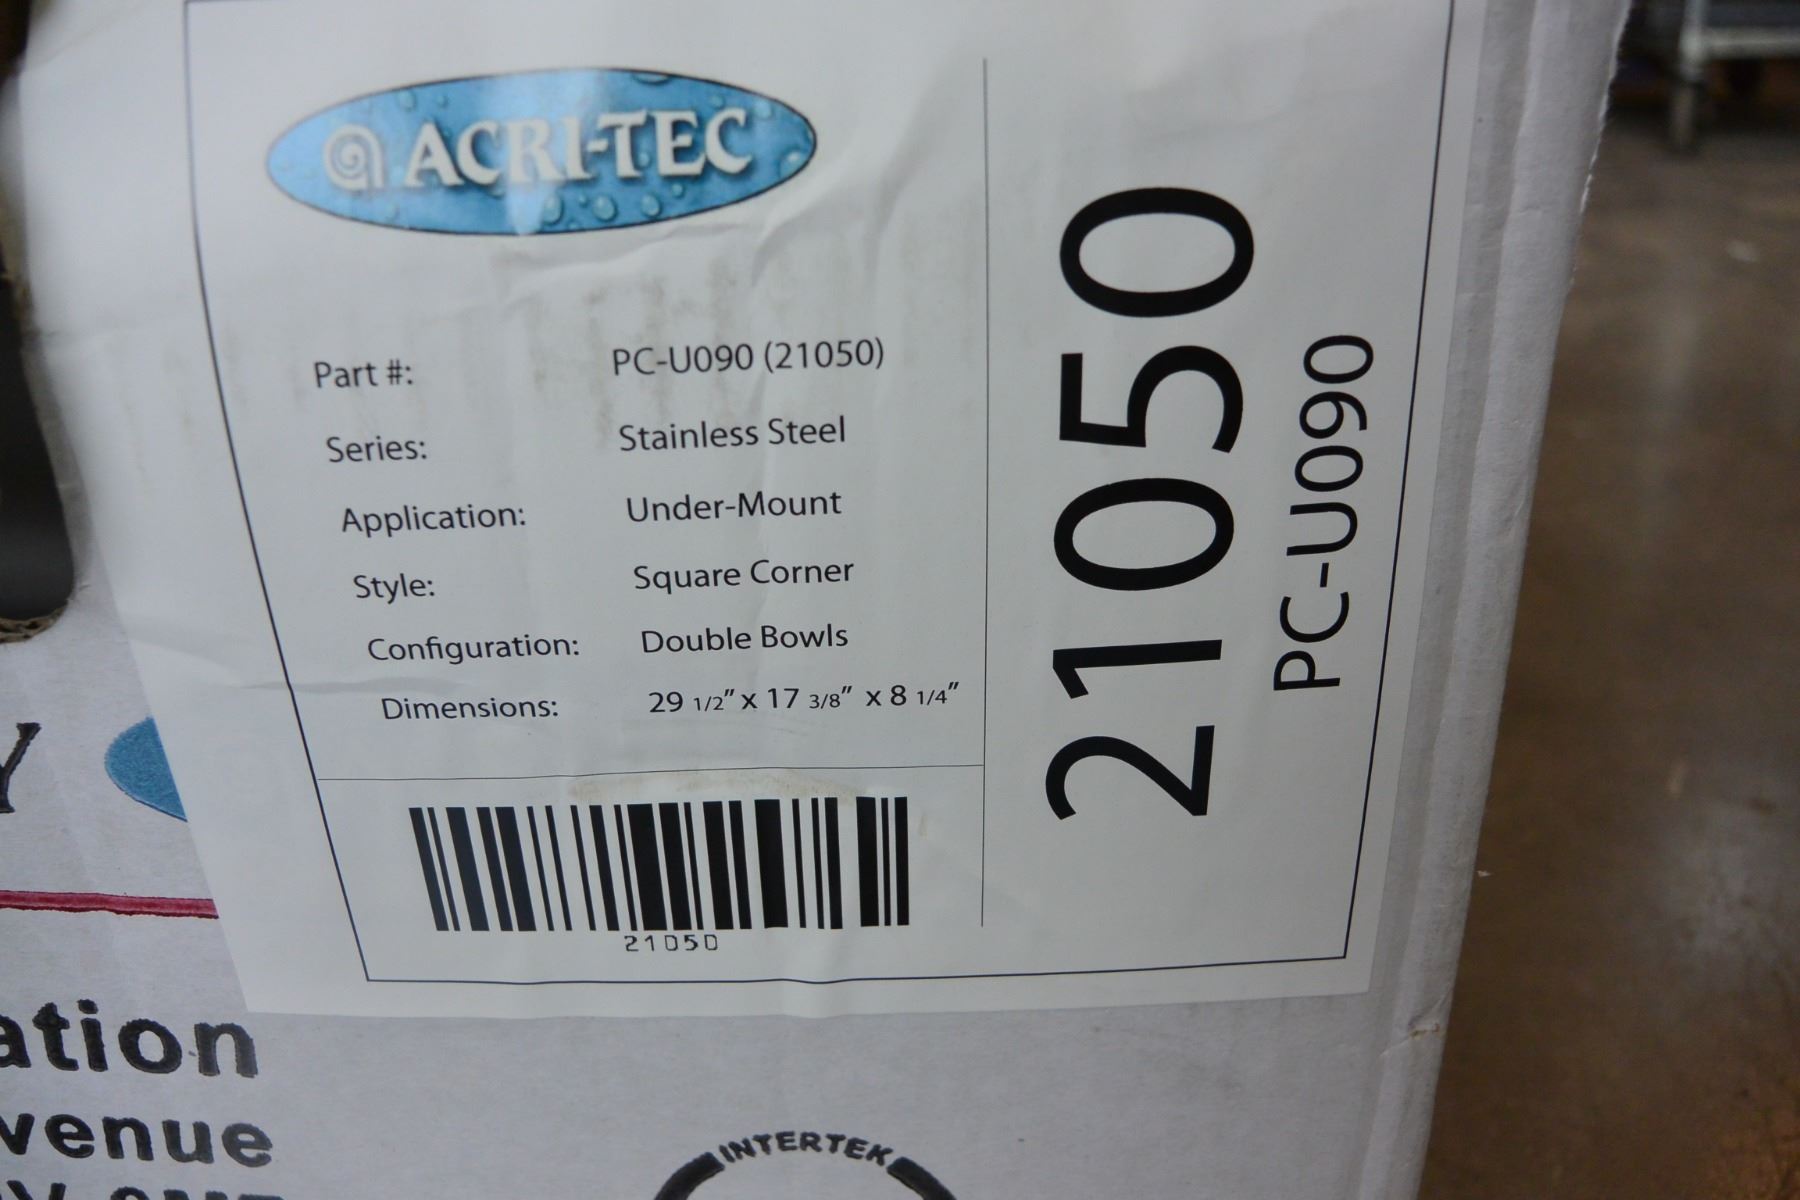 ACRI-TEC
Part #: PC-U090 (21050)
Series: Stainless Steel
Application: Under-Mount
Style: Square Corner
Configuration: Double Bowls
Dimensions: 29 1/2" x 17 3/8" x 8 1/4"
21050
21050
PC-U090
Y
ation
venue
INTERTEK